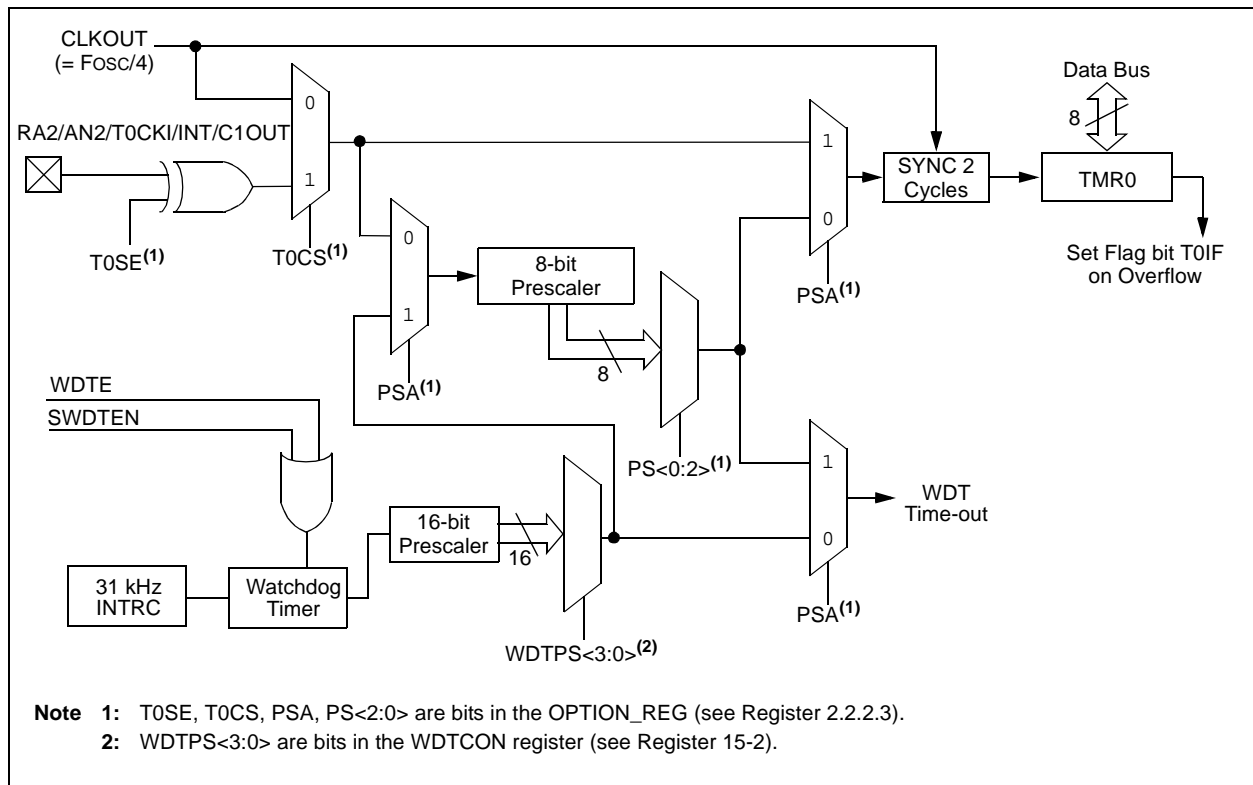 CLKOUT
(= FOSC/4)
Data Bus
8
RA2/AN2/T0CKI/INT/C1OUT
0
1
1
0
SYNC 2
Cycles
TMR0
T0SE(1)
T0CS(1)
0
1
8-bit
Prescaler
PSA(1)
Set Flag bit T0IF
on Overflow
8
PSA(1)
WDTE
SWDTEN
PS<0:2>(1)
1
0
WDT
Time-out
16-bit
Prescaler
16
31 kHz
INTRC
Watchdog
Timer
PSA(1)
WDTPS<3:0>(2)
Note 1: T0SE, T0CS, PSA, PS<2:0> are bits in the OPTION_REG (see Register 2.2.2.3).
2: WDTPS<3:0> are bits in the WDTCON register (see Register 15-2).